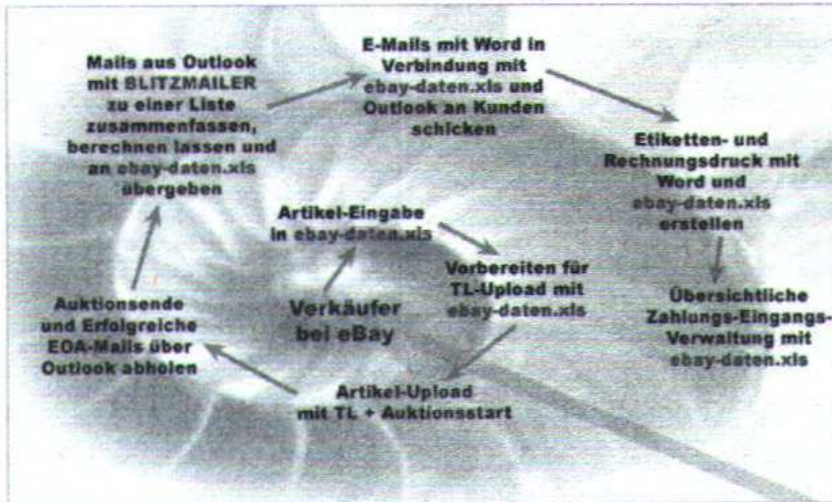 Verkäufer
bei eBay
Artikel-Eingabe
in ebay-daten.xls
Vorbereiten für
TL-Upload mit
ebay-daten.xls
Artikel-Upload
mit TL + Auktionsstart
Auktionsende
und Erfolgreiche
EOA-Mails über
Outlook abholen
Mails aus Outlook
mit BLITZMAILER
zu einer Liste
zusammenfassen,
berechnen lassen und
an ebay-daten.xls
übergeben
E-Mails mit Word in
Verbindung mit
ebay-daten.xls und
Outlook an Kunden
schicken
Etiketten- und
Rechnungsdruck mit
Word und
ebay-daten.xls
erstellen
Übersichtliche
Zahlungs-Eingangs-
Verwaltung mit
ebay-daten.xls